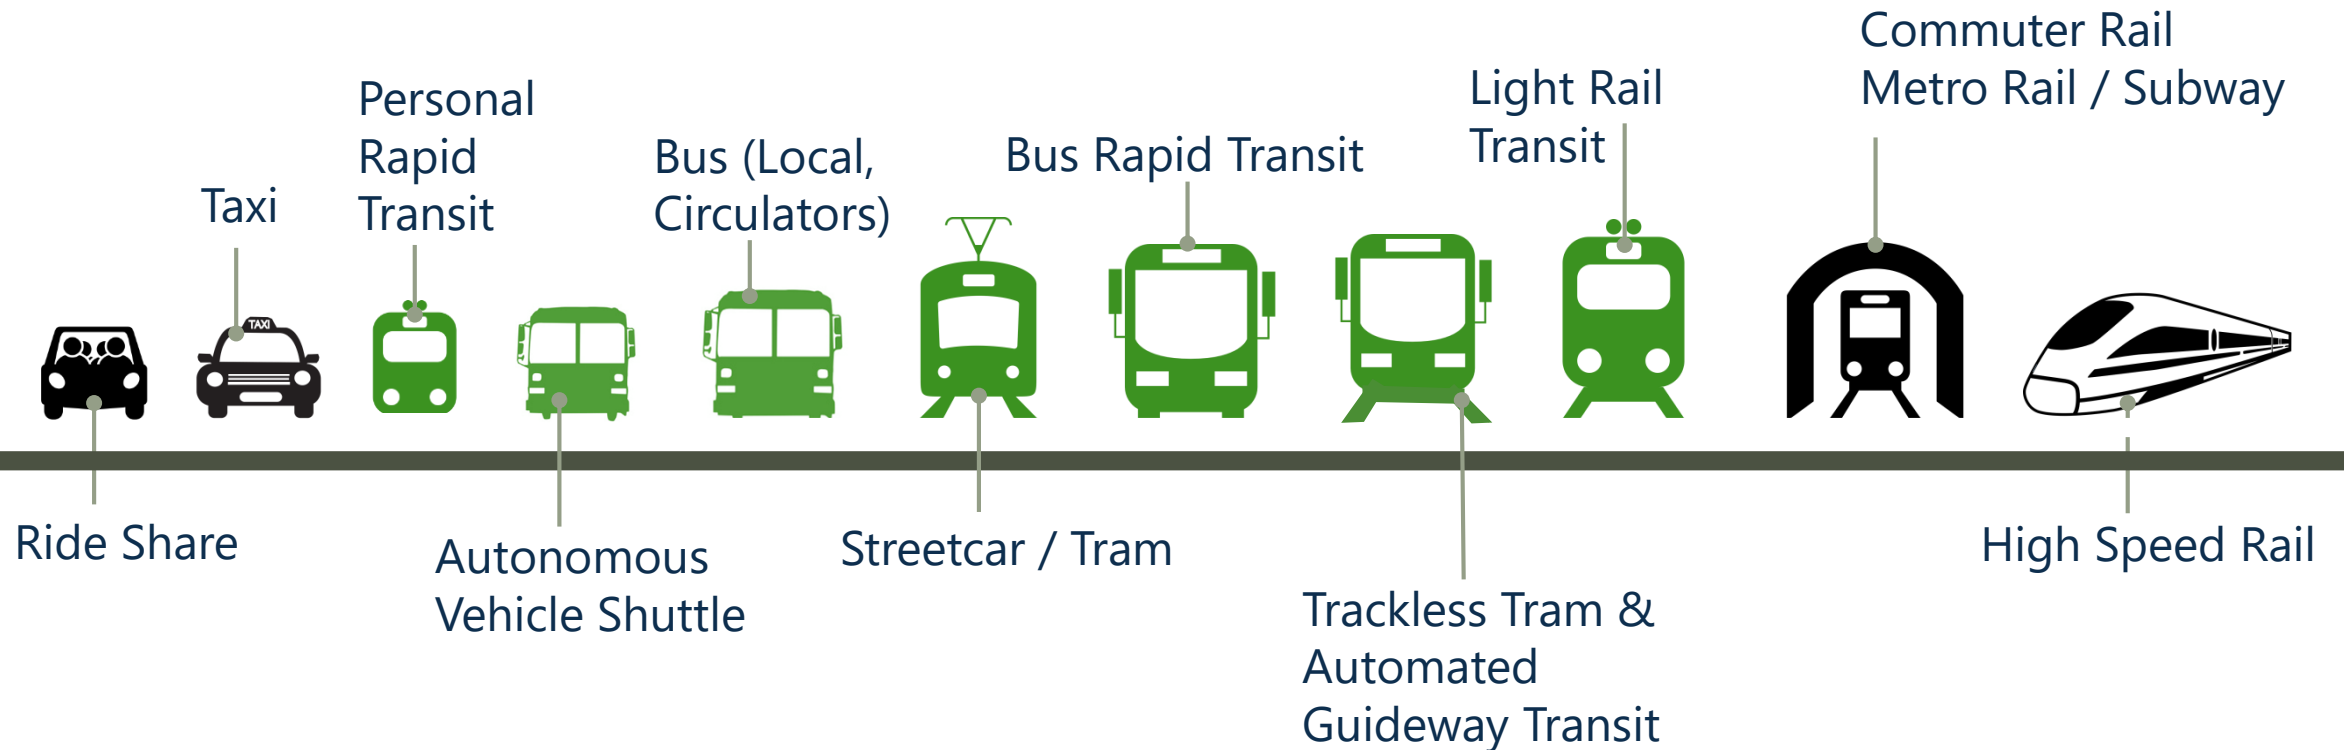 Ride Share
Taxi
TAXI
Personal
Rapid
Transit
Autonomous
Vehicle Shuttle
Bus (Local,
Circulators)
Streetcar / Tram
Bus Rapid Transit
Trackless Tram &
Automated
Guideway Transit
Light Rail
Transit
Commuter Rail
Metro Rail / Subway
High Speed Rail